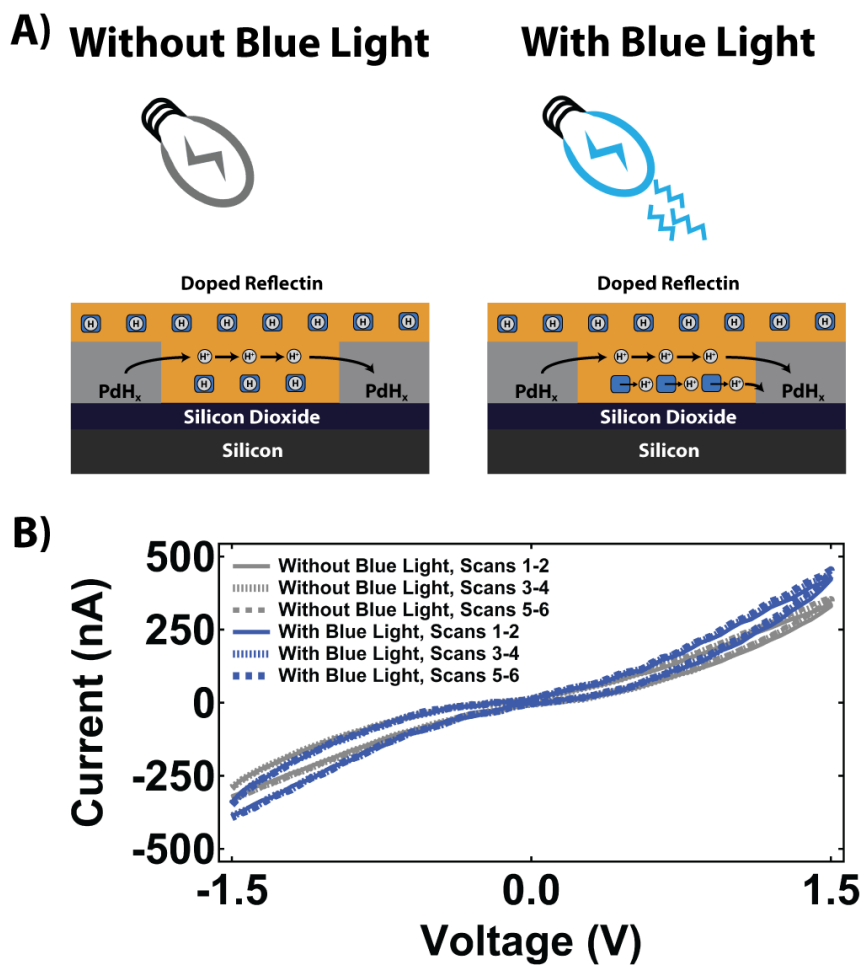 A)
Without Blue Light
With Blue Light
Doped Reflectin
H H H H H H H H
H⁺ H⁺ H⁺
H H H
PdHₓ
PdHₓ
Silicon Dioxide
Silicon
Doped Reflectin
H H H H H H H H
H⁺ H⁺ H⁺
H⁺ H⁺ H⁺
PdHₓ
PdHₓ
Silicon Dioxide
Silicon
B)
Current (nA)
500
250
0
-250
-500
Without Blue Light, Scans 1-2
Without Blue Light, Scans 3-4
Without Blue Light, Scans 5-6
With Blue Light, Scans 1-2
With Blue Light, Scans 3-4
With Blue Light, Scans 5-6
-1.5
0.0
1.5
Voltage (V)